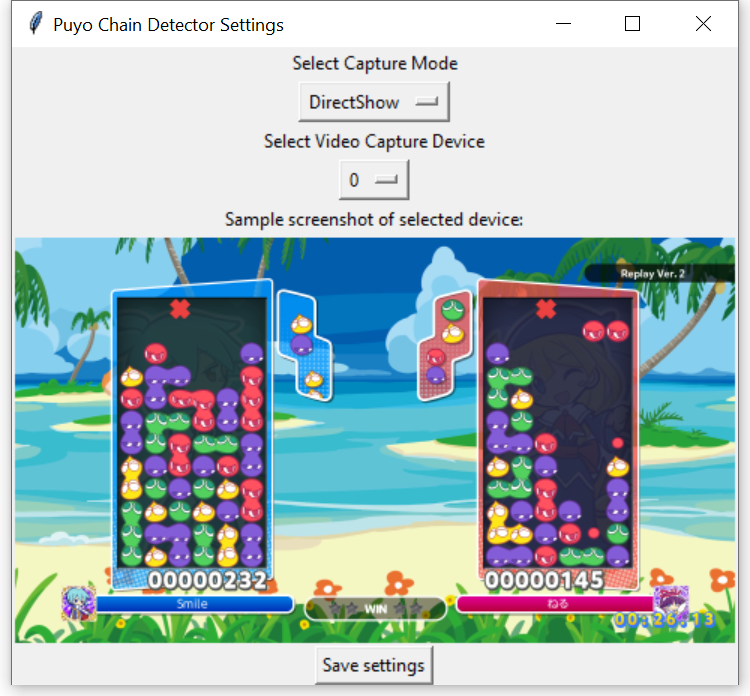 Puyo Chain Detector Settings
Select Capture Mode
DirectShow
Select Video Capture Device
0
Sample screenshot of selected device:
Replay Ver. 2
00000232
00000145
Smile
WIN
ねる
00:26:13
Save settings